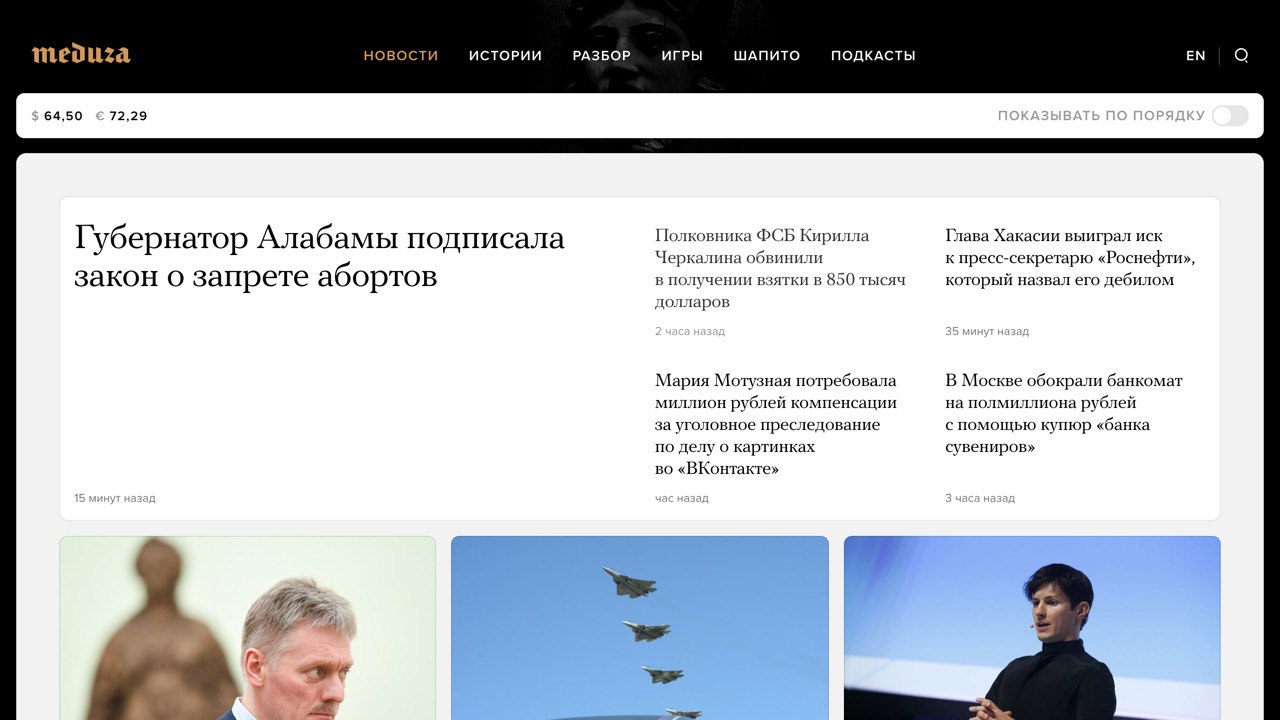 meduza
НОВОСТИ ИСТОРИИ РАЗБОР ИГРЫ ШАПИТО ПОДКАСТЫ
EN
$ 64,50 € 72,29
ПОКАЗЫВАТЬ ПО ПОРЯДКУ
Губернатор Алабамы подписала
закон о запрете абортов
15 минут назад
Полковника ФСБ Кирилла
Черкалина обвинили
в получении взятки в 850 тысяч
долларов
2 часа назад
Глава Хакасии выиграл иск
к пресс-секретарю «Роснефти»,
который назвал его дебилом
35 минут назад
Мария Мотузная потребовала
миллион рублей компенсации
за уголовное преследование
по делу о картинках
во «ВКонтакте»
час назад
В Москве обокрали банкомат
на полмиллиона рублей
с помощью купюр «банка
сувениров»
3 часа назад